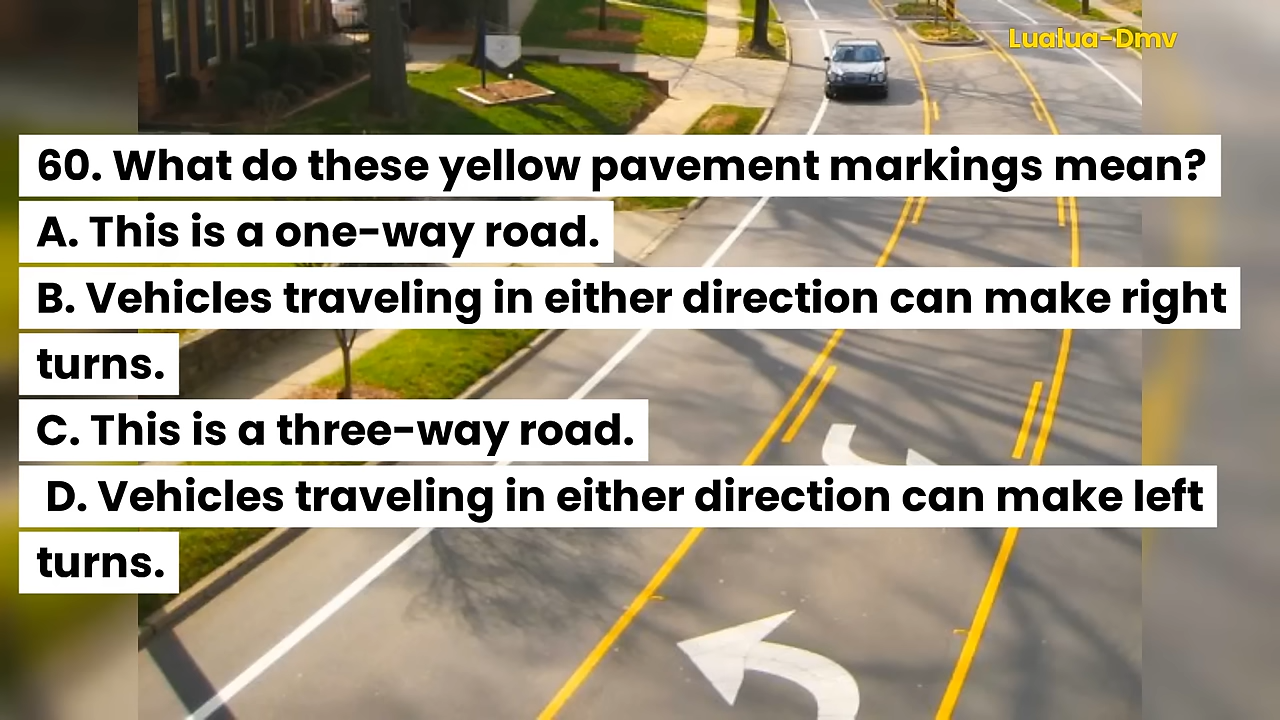 Lualua-Dmv
60. What do these yellow pavement markings mean?
A. This is a one-way road.
B. Vehicles traveling in either direction can make right
turns.
C. This is a three-way road.
D. Vehicles traveling in either direction can make left
turns.